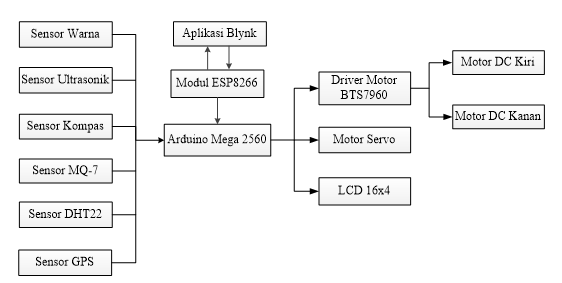 Sensor Warna
Sensor Ultrasonik
Sensor Kompas
Sensor MQ-7
Sensor DHT22
Sensor GPS
Aplikasi Blynk
Modul ESP8266
Arduino Mega 2560
Driver Motor
BTS7960
Motor Servo
LCD 16x4
Motor DC Kiri
Motor DC Kanan